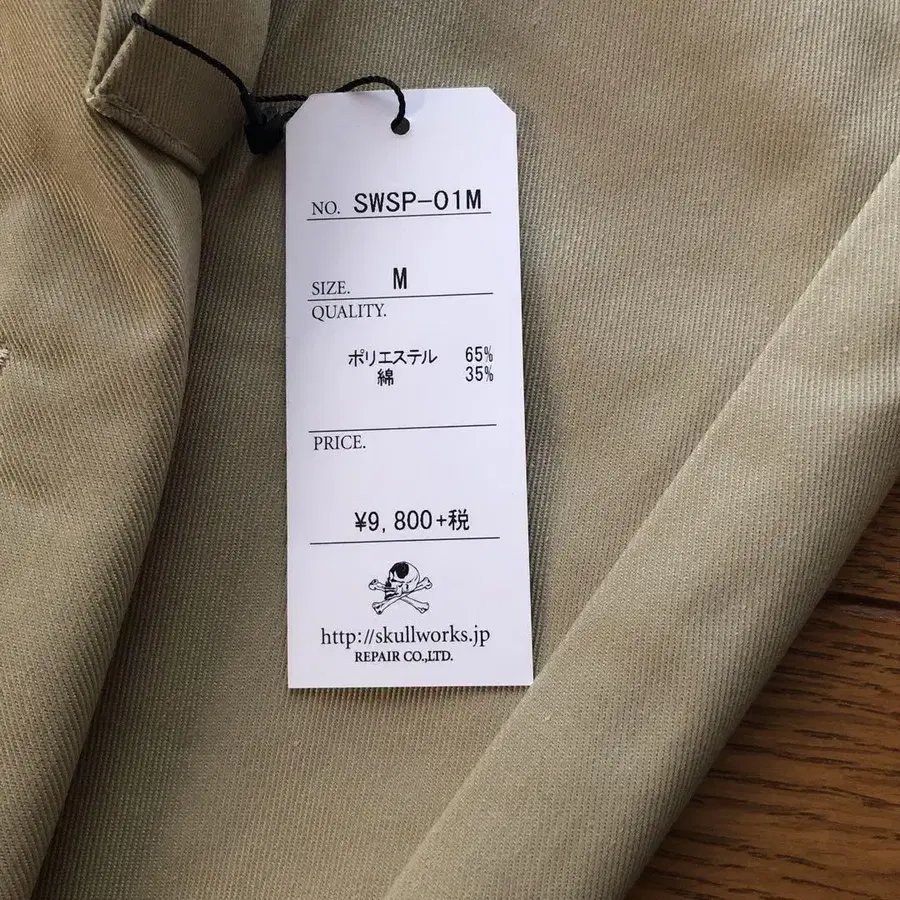 NO. SWSP-01M
SIZE. M
QUALITY.
ポリエステル 65%
綿 35%
PRICE.
¥9,800+税
http://skullworks.jp
REPAIR CO.,LTD.